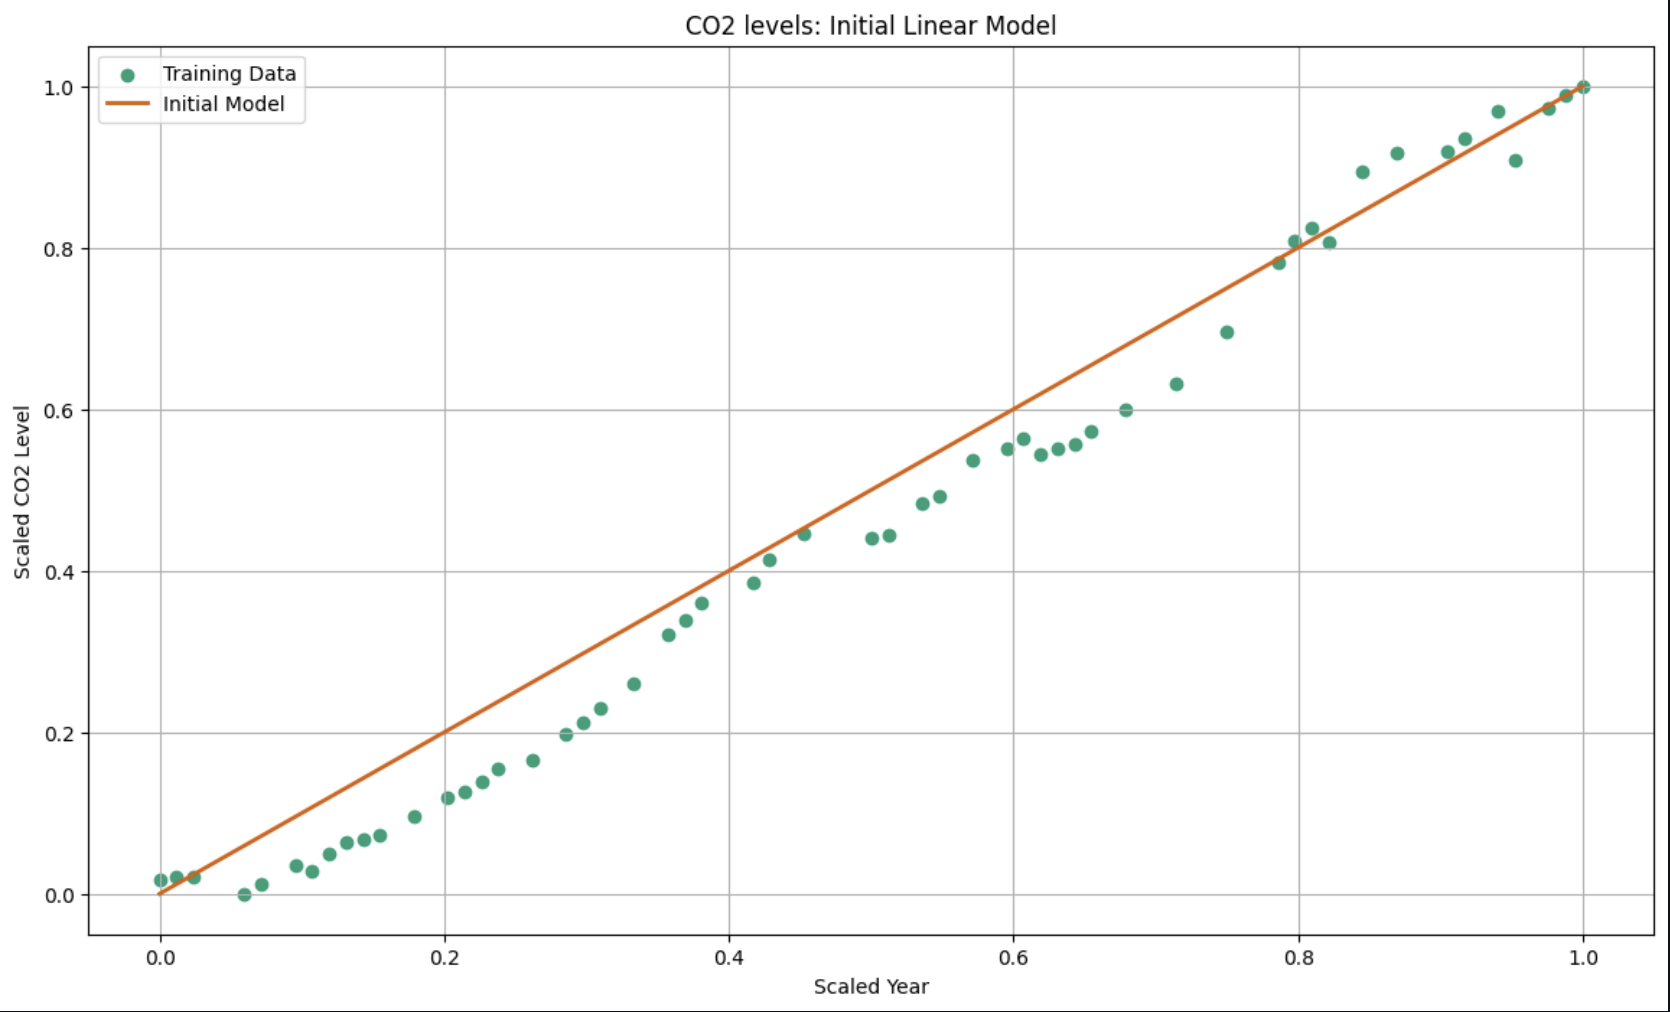 CO2 levels: Initial Linear Model
Training Data
Initial Model
1.0
0.8
0.6
0.4
0.2
0.0
Scaled CO2 Level
0.0 0.2 0.4 0.6 0.8 1.0
Scaled Year